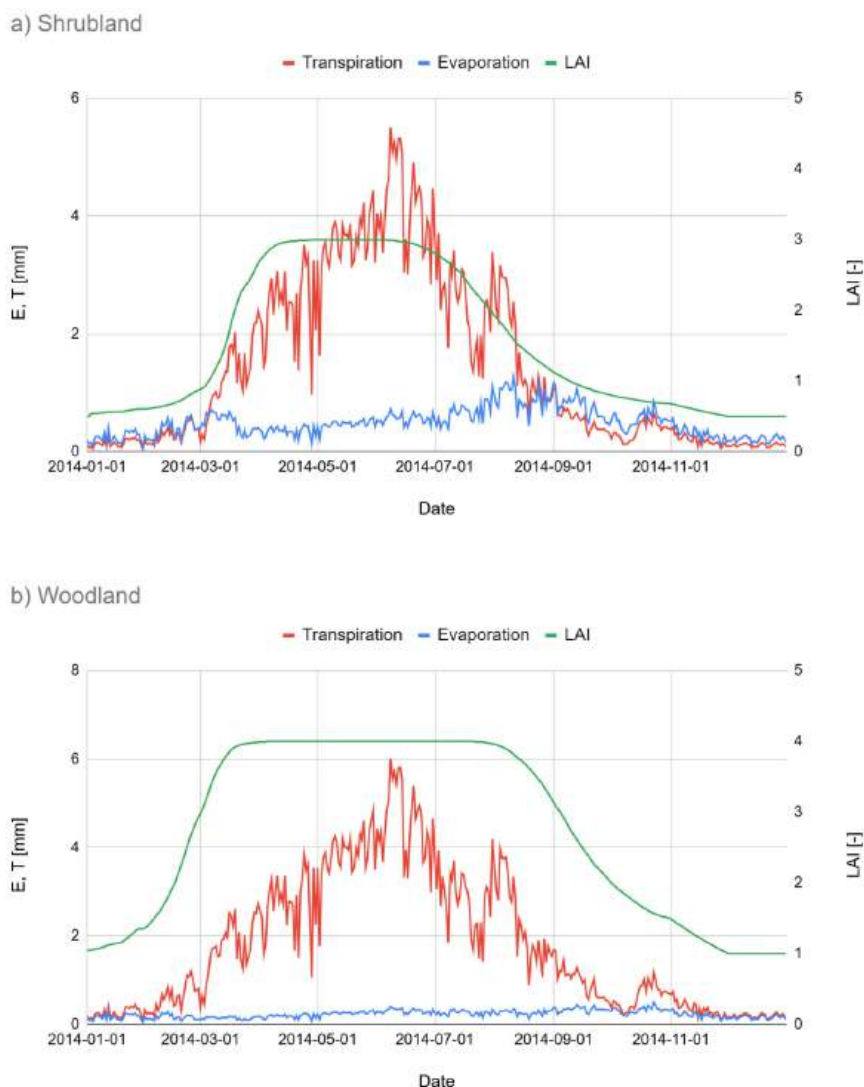 a) Shrubland
Transpiration Evaporation LAI
6
4
2
0
5
4
3
2
1
0
E, T [mm]
LAI [-]
2014-01-01 2014-03-01 2014-05-01 2014-07-01 2014-09-01 2014-11-01
Date
b) Woodland
Transpiration Evaporation LAI
8
6
4
2
0
5
4
3
2
1
0
E, T [mm]
LAI [-]
2014-01-01 2014-03-01 2014-05-01 2014-07-01 2014-09-01 2014-11-01
Date